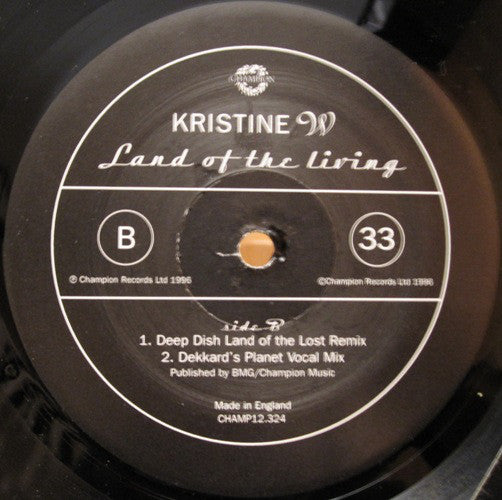 CHAMPION
KRISTINE W
Land of the living
B
33
℗ Champion Records Ltd 1996
©Champion Records Ltd 1996
side B
1. Deep Dish Land of the Lost Remix
2. Dekkard's Planet Vocal Mix
Published by BMG/Champion Music
Made in England
CHAMP12.324